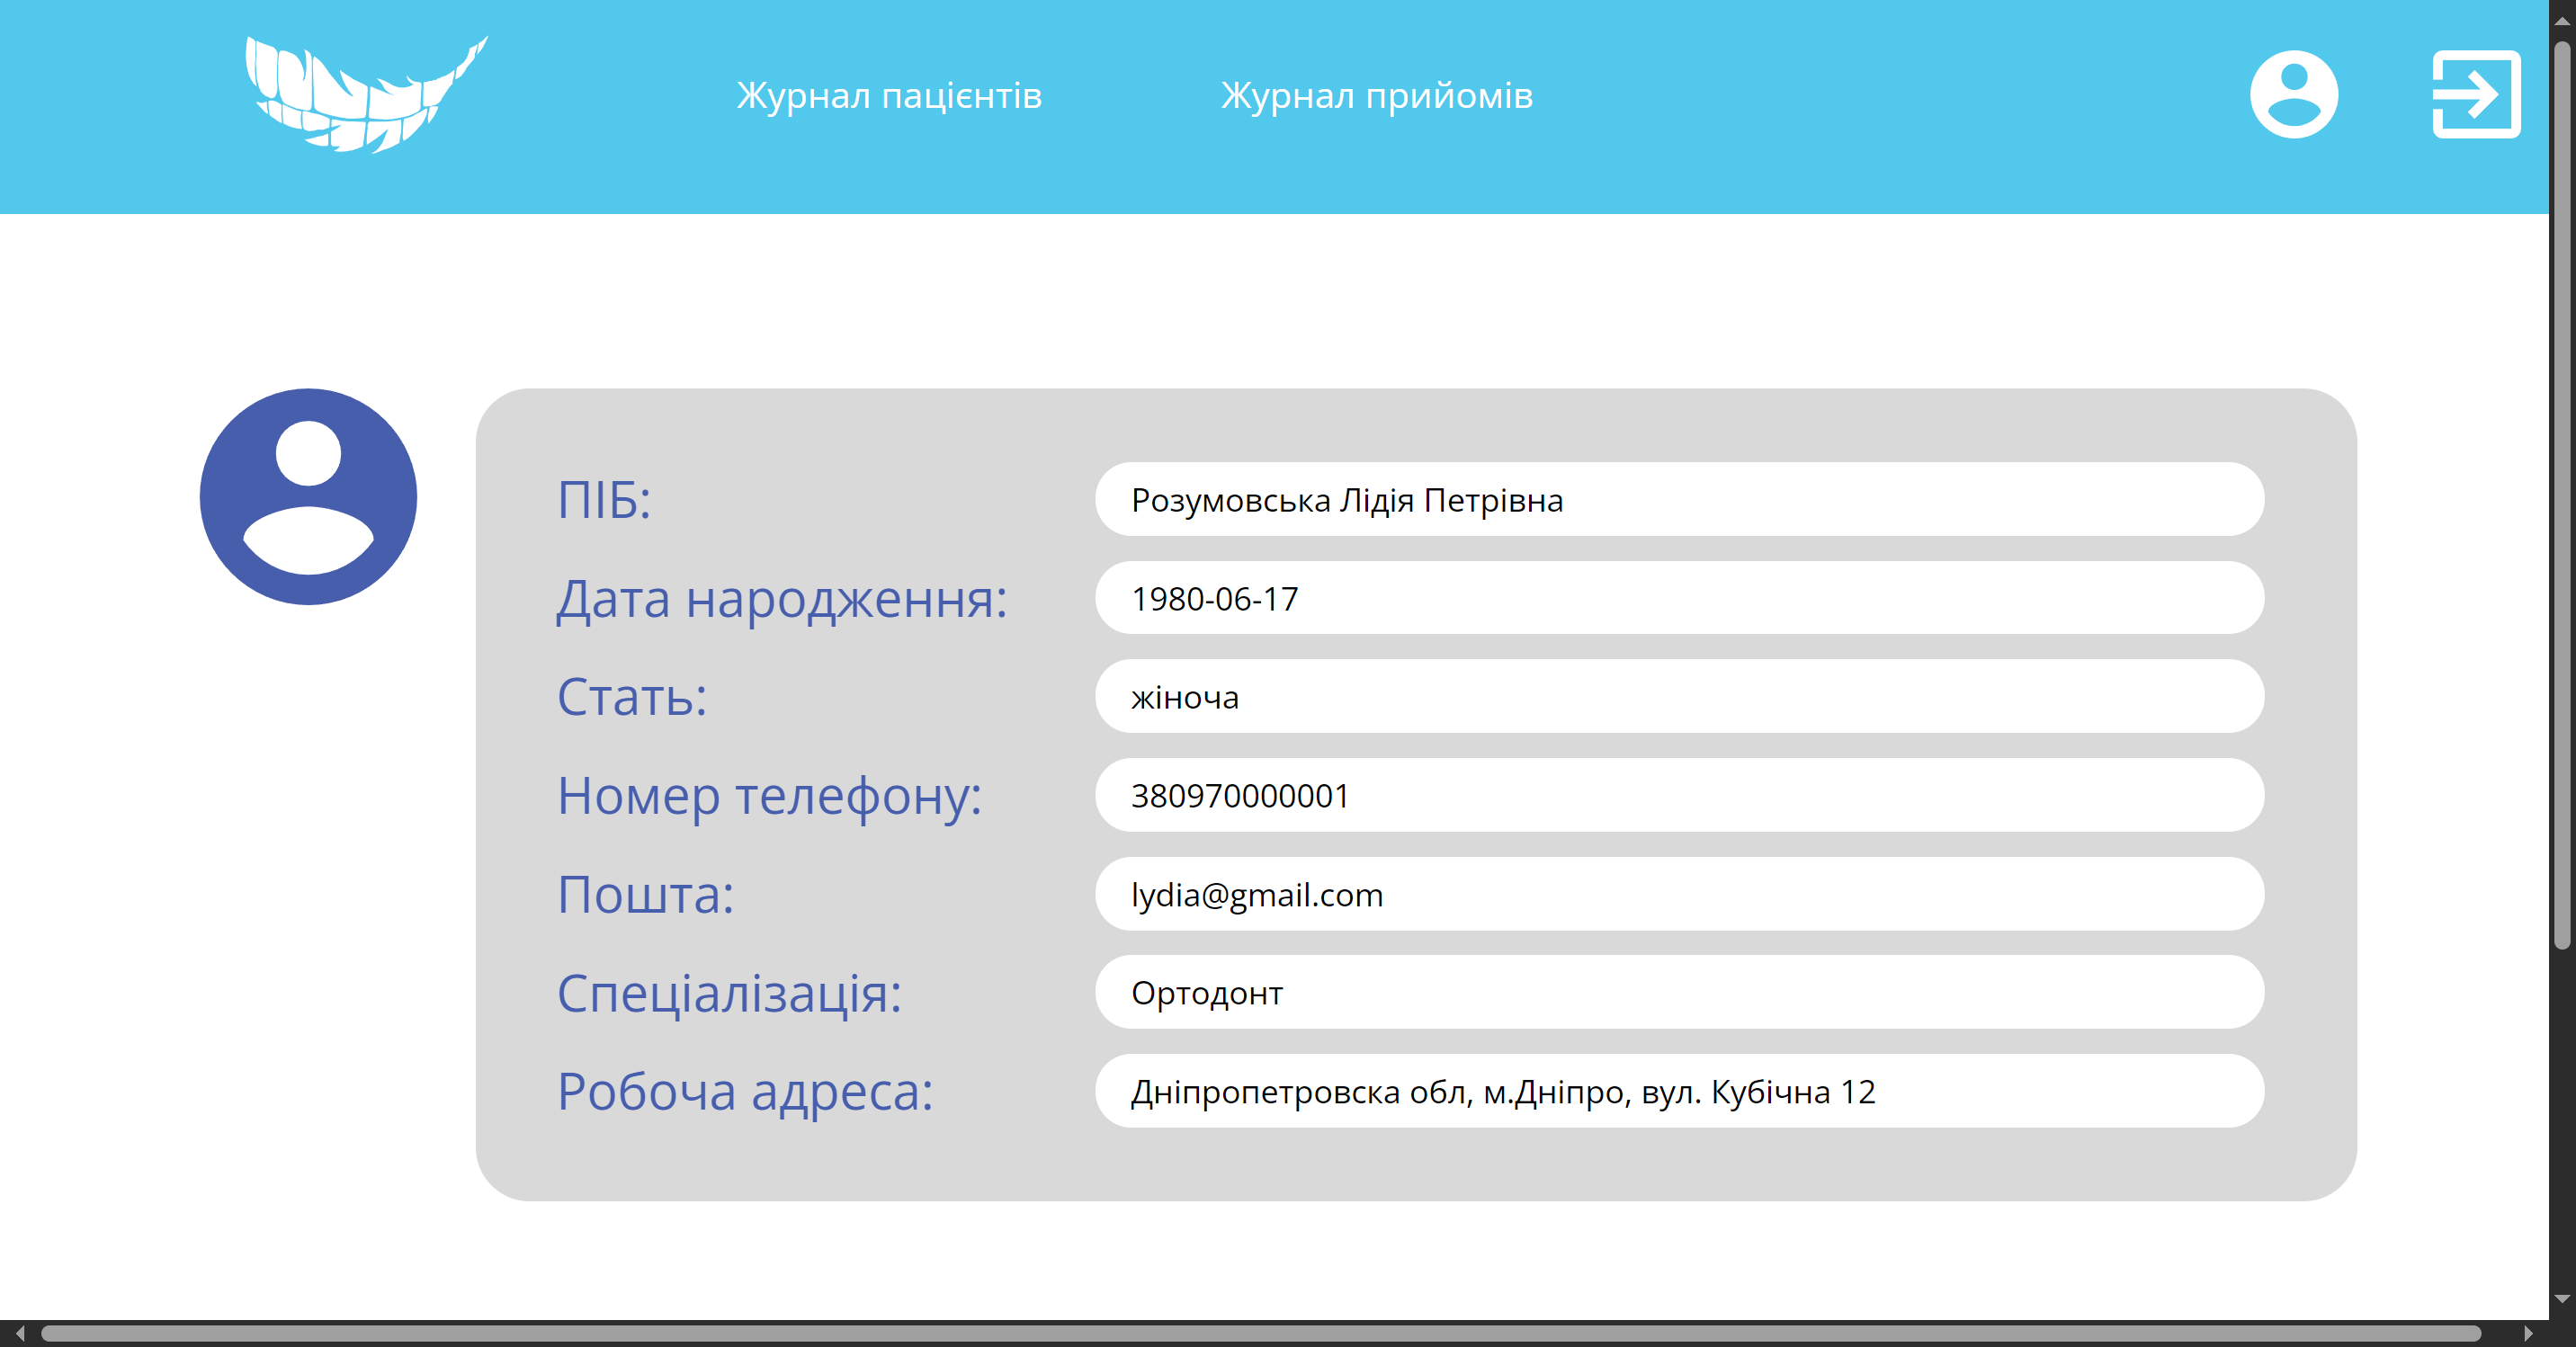 Журнал пацієнтів Журнал прийомів
ПІБ: Розумовська Лідія Петрівна
Дата народження: 1980-06-17
Стать: жіноча
Номер телефону: 380970000001
Пошта: lydia@gmail.com
Спеціалізація: Ортодонт
Робоча адреса: Дніпропетровска обл, м.Дніпро, вул. Кубічна 12